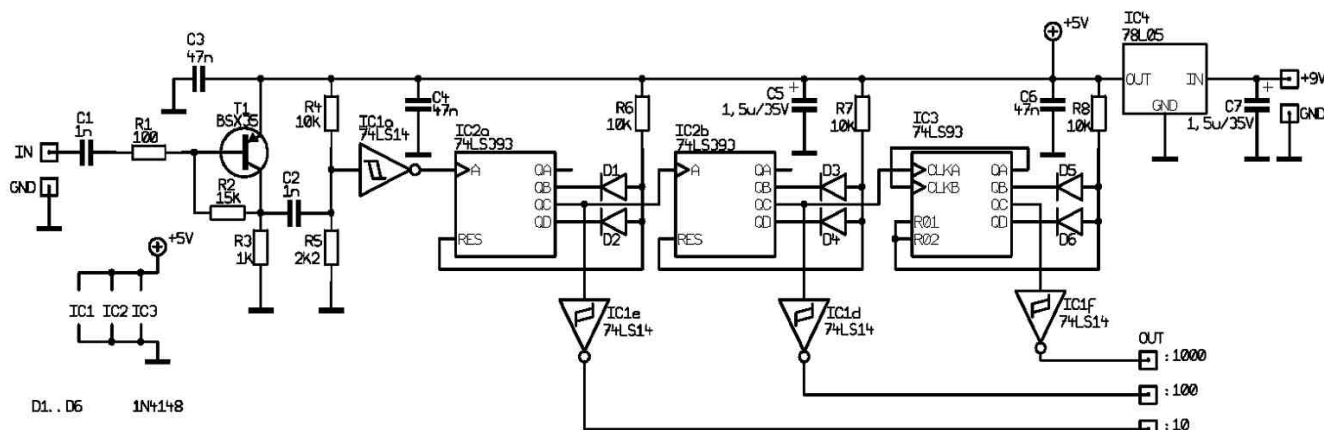 C3
47n
+5V
IC4
78L05
OUT
IN
GND
+9V
C7
1,5u/35V
GND
T1
BSX35
R4
10K
C4
47n
R6
10K
C5
1,5u/35V
R7
10K
C6
47n
R8
10K
IN
GND
C1
1n
R1
100
R2
15K
C2
1n
R3
1K
R5
2K2
IC1a
74LS14
IC2a
74LS393
A
QA
QB
QC
QD
RES
D1
D2
IC2b
74LS393
A
QA
QB
QC
QD
RES
D3
D4
IC3
74LS93
CLKA
CLKB
R01
R02
QA
QB
QC
QD
D5
D6
+5V
IC1 IC2 IC3
IC1e
74LS14
IC1d
74LS14
IC1f
74LS14
OUT
:1000
:100
:10
D1..D6 1N4148